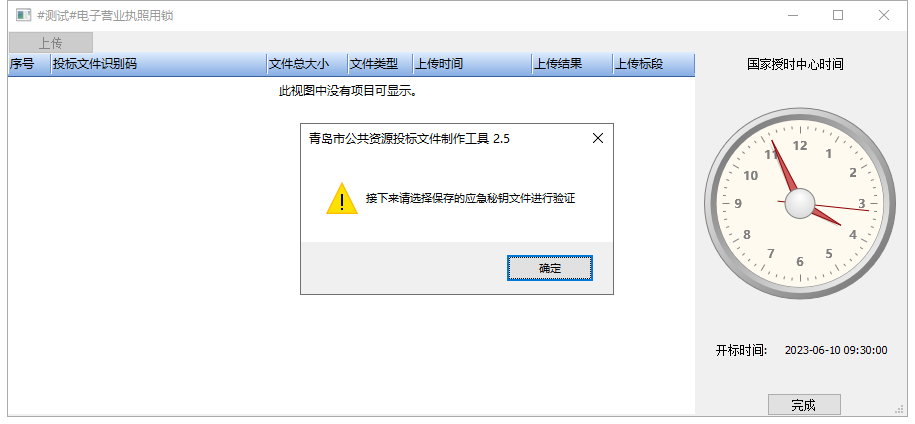 #测试#电子营业执照用锁
上传
序号 投标文件识别码 文件总大小 文件类型 上传时间 上传结果 上传标段
此视图中没有项目可显示。
青岛市公共资源投标文件制作工具 2.5
接下来请选择保存的应急秘钥文件进行验证
确定
国家授时中心时间
12
1
2
3
4
5
6
7
8
9
10
11
开标时间: 2023-06-10 09:30:00
完成